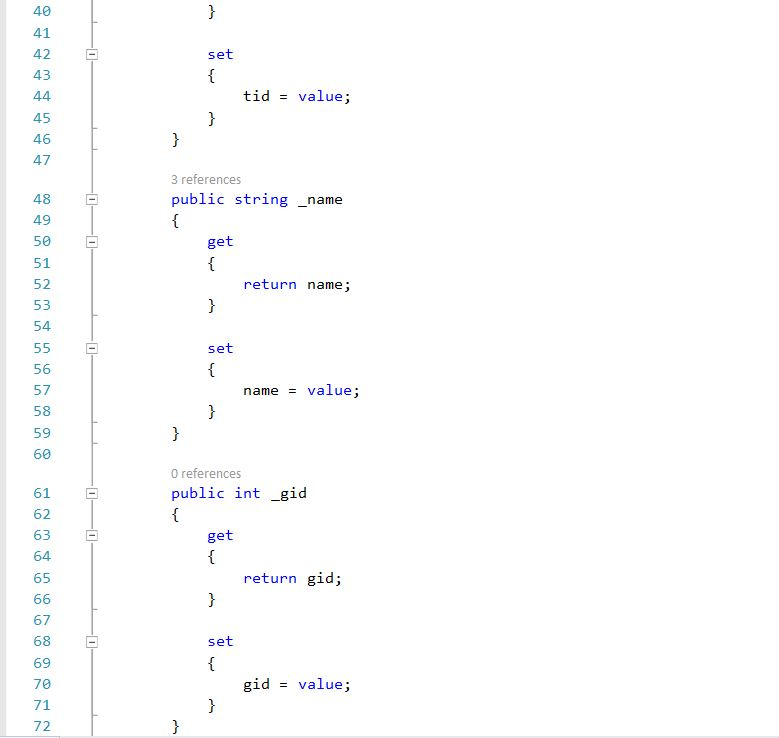 40 }
41
42 set
43 {
44 tid = value;
45 }
46 }
47
3 references
48 public string _name
49 {
50 get
51 {
52 return name;
53 }
54
55 set
56 {
57 name = value;
58 }
59 }
60
0 references
61 public int _gid
62 {
63 get
64 {
65 return gid;
66 }
67
68 set
69 {
70 gid = value;
71 }
72 }